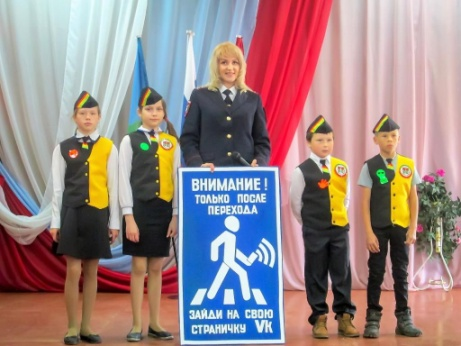 ВНИМАНИЕ!
ТОЛЬКО ПОСЛЕ
ПЕРЕХОДА
ЗАЙДИ НА СВОЮ
СТРАНИЧКУ VK